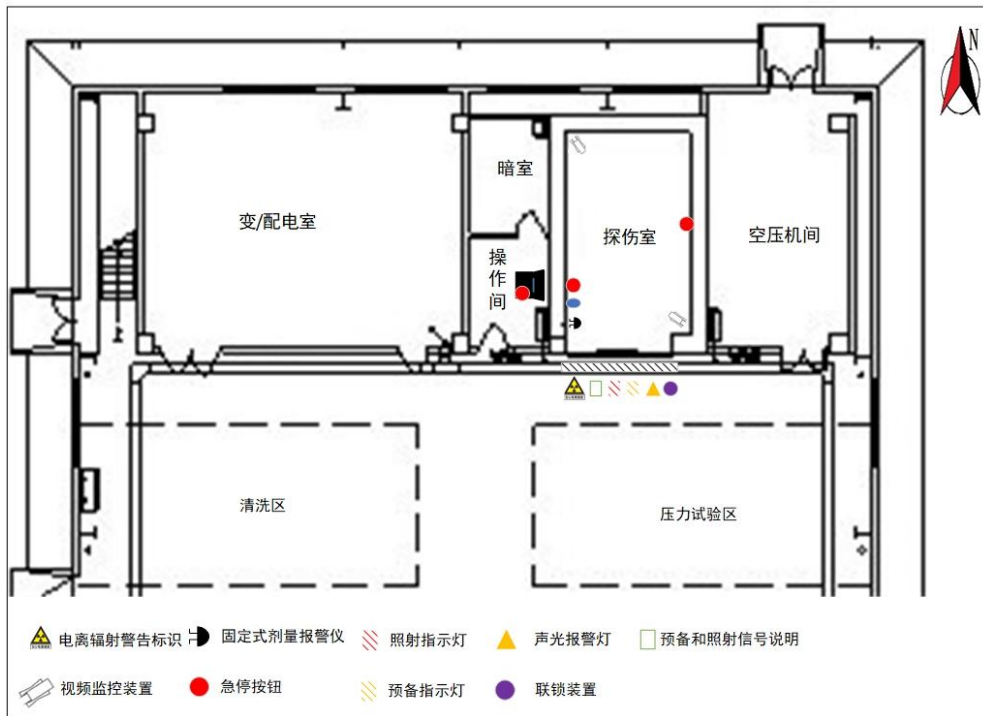 N
暗室
变/配电室
探伤室
空压机间
操
作
间
清洗区
压力试验区
电离辐射警告标识
固定式剂量报警仪
照射指示灯
声光报警灯
预备和照射信号说明
视频监控装置
急停按钮
预备指示灯
联锁装置